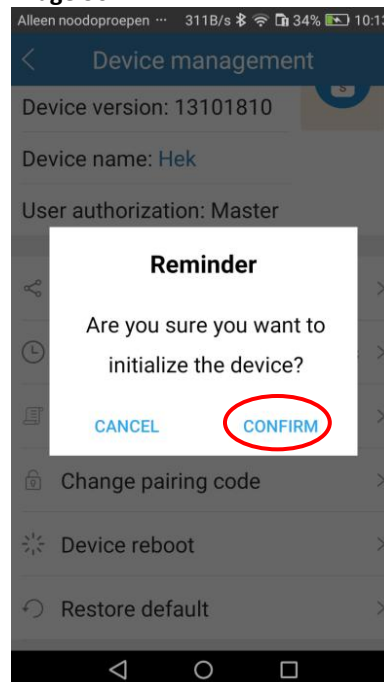 Alleen noodoproepen ... 311B/s 34% 10:13
Device management
Device version: 13101810
S
Device name: Hek
User authorization: Master
Reminder
Are you sure you want to
initialize the device?
CANCEL CONFIRM
Change pairing code
Device reboot
Restore default